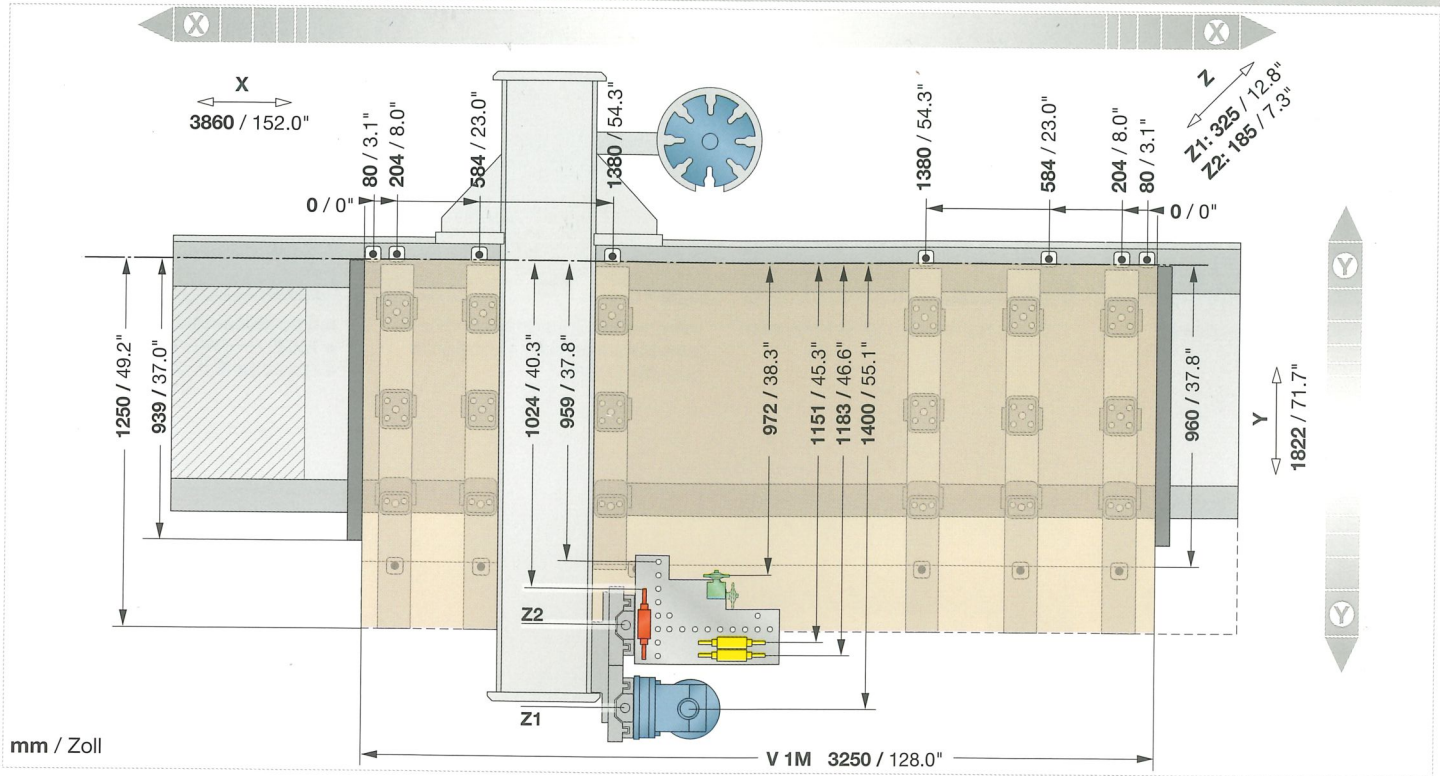 X
X
X
3860 / 152.0"
Z
Z1: 325 / 12.8"
Z2: 185 / 7.3"
0 / 0"
80 / 3.1"
204 / 8.0"
584 / 23.0"
1380 / 54.3"
1380 / 54.3"
584 / 23.0"
204 / 8.0"
80 / 3.1"
0 / 0"
Y
1250 / 49.2"
939 / 37.0"
1024 / 40.3"
959 / 37.8"
972 / 38.3"
1151 / 45.3"
1183 / 46.6"
1400 / 55.1"
960 / 37.8"
Y
1822 / 71.7"
Z2
Y
Z1
mm / Zoll
V 1M 3250 / 128.0"